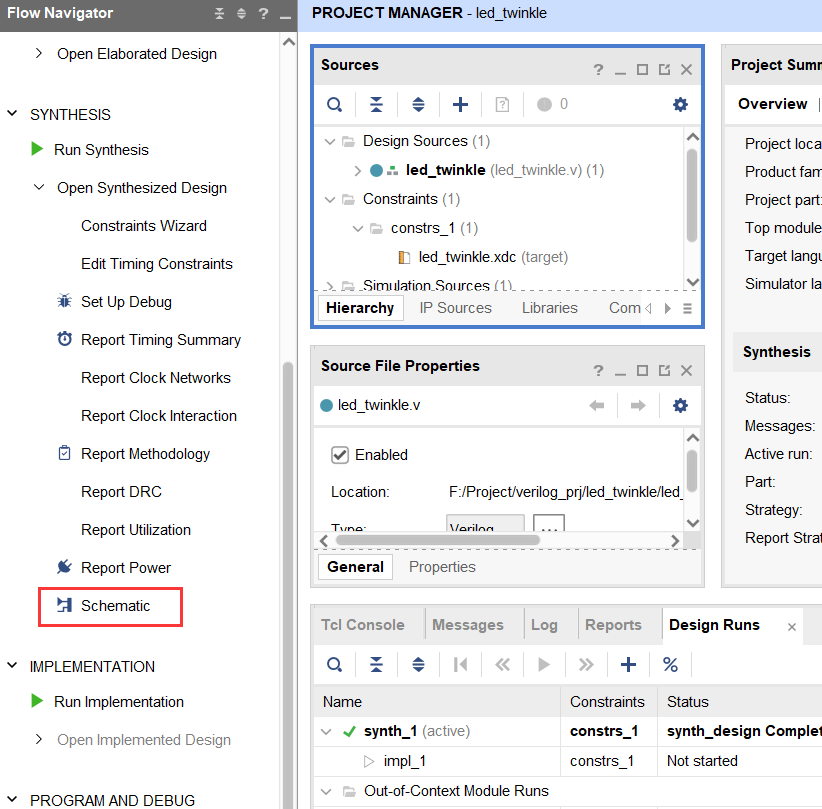 Flow Navigator
Open Elaborated Design
SYNTHESIS
Run Synthesis
Open Synthesized Design
Constraints Wizard
Edit Timing Constraints
Set Up Debug
Report Timing Summary
Report Clock Networks
Report Clock Interaction
Report Methodology
Report DRC
Report Utilization
Report Power
Schematic
IMPLEMENTATION
Run Implementation
Open Implemented Design
PROGRAM AND DEBUG
PROJECT MANAGER - led_twinkle
Sources
0
Design Sources (1)
led_twinkle (led_twinkle.v) (1)
Constraints (1)
constrs_1 (1)
led_twinkle.xdc (target)
Simulation Sources (1)
Hierarchy IP Sources Libraries Com
Source File Properties
led_twinkle.v
Enabled
Location: F:/Project/verilog_prj/led_twinkle/led_
Type: Verilog ...
General Properties
Project Sum
Overview
Project loca
Product fam
Project part:
Top module
Target langu
Simulator la
Synthesis
Status:
Messages:
Active run:
Part:
Strategy:
Report Strat
Tcl Console Messages Log Reports Design Runs
Name Constraints Status
synth_1 (active) constrs_1 synth_design Complet
impl_1 constrs_1 Not started
Out-of-Context Module Runs